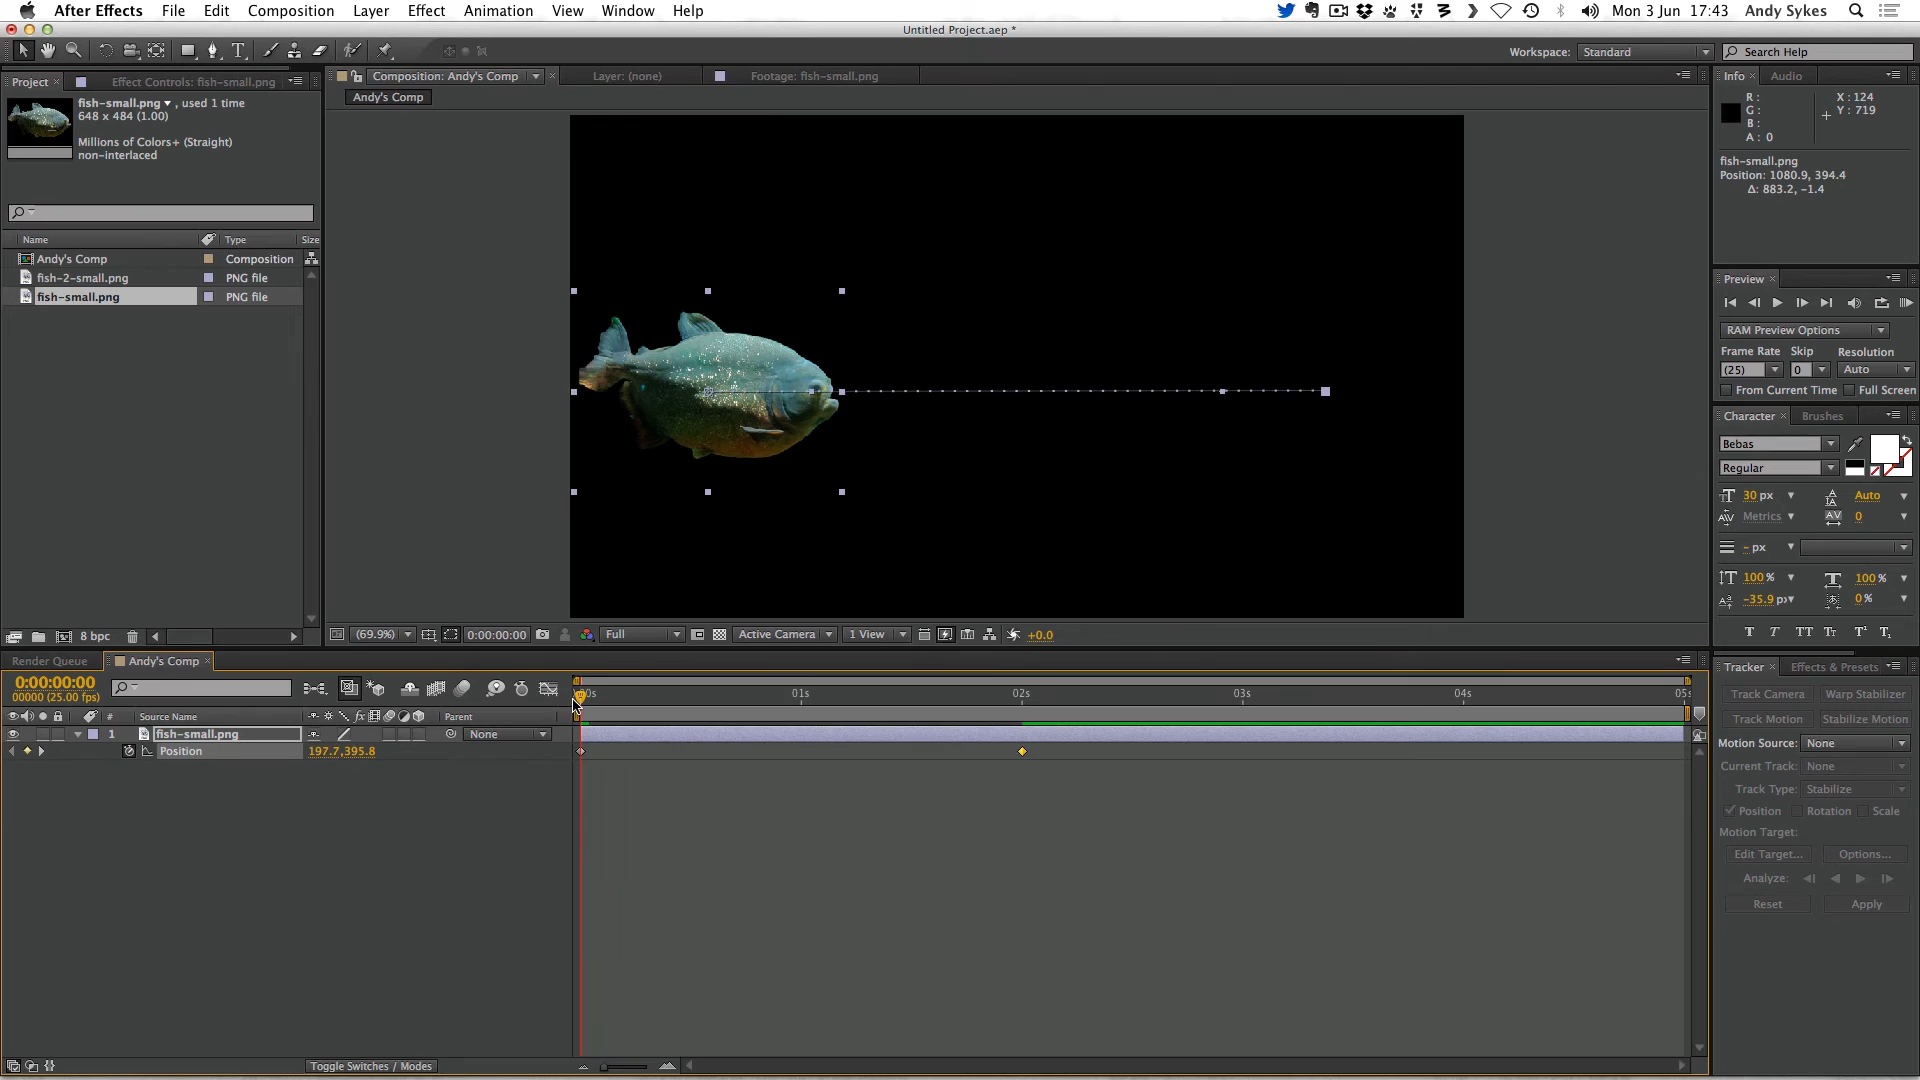 After Effects File Edit Composition Layer Effect Animation View Window Help Mon 3 Jun 17:43 Andy Sykes
Untitled Project.aep *
Workspace: Standard Search Help
Project Effect Controls: fish-small.png Composition: Andy's Comp Layer: (none) Footage: fish-small.png Info Audio
Andy's Comp
fish-small.png , used 1 time
648 x 484 (1.00)
Millions of Colors+ (Straight)
non-interlaced
R : X : 124
G : Y : 719
B :
A : 0
fish-small.png
Position: 1080.9, 394.4
Δ: 883.2, -1.4
Name Type Size
Andy's Comp Composition
fish-2-small.png PNG file
fish-small.png PNG file
Preview
RAM Preview Options
Frame Rate Skip Resolution
(25) 0 Auto
From Current Time Full Screen
Character Brushes
Bebas
Regular
30 px Auto
Metrics 0
- px
100 % 100 %
-35.9 px 0 %
T T TT Tt T¹ T₁
8 bpc (69.9%) 0:00:00:00 Full Active Camera 1 View +0.0
Render Queue Andy's Comp
0:00:00:00
00000 (25.00 fps)
:00s 01s 02s 03s 04s 05s
# Source Name fx Parent
1 fish-small.png None
Position 197.7,395.8
Toggle Switches / Modes
Tracker Effects & Presets
Track Camera Warp Stabilizer
Track Motion Stabilize Motion
Motion Source: None
Current Track: None
Track Type: Stabilize
Position Rotation Scale
Motion Target:
Edit Target... Options...
Analyze:
Reset Apply